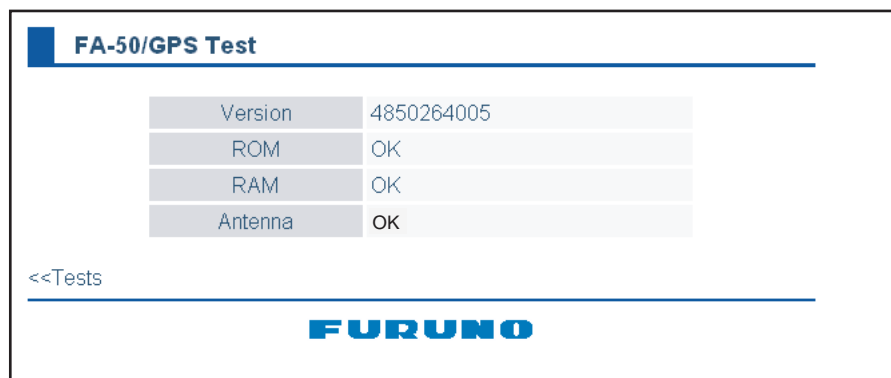 FA-50/GPS Test
Version 4850264005
ROM OK
RAM OK
Antenna OK
<<Tests
FURUNO